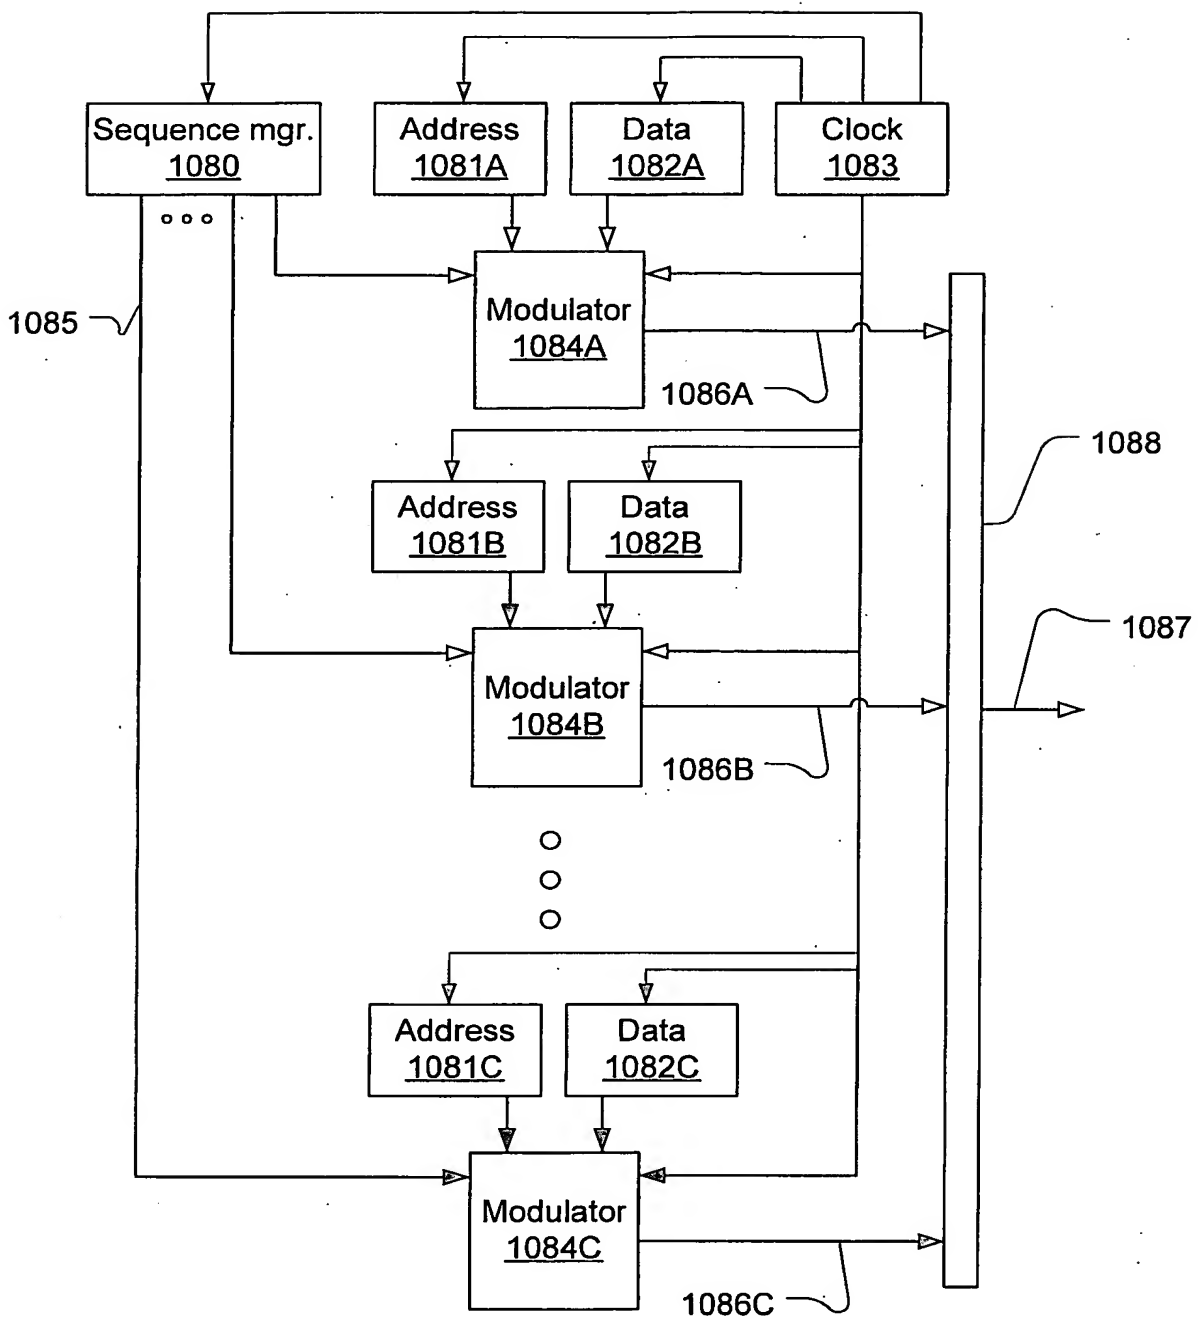 Sequence mgr.
1080
Address
1081A
Data
1082A
Clock
1083
1085
Modulator
1084A
1086A
1088
Address
1081B
Data
1082B
1087
Modulator
1084B
1086B
Address
1081C
Data
1082C
Modulator
1084C
1086C